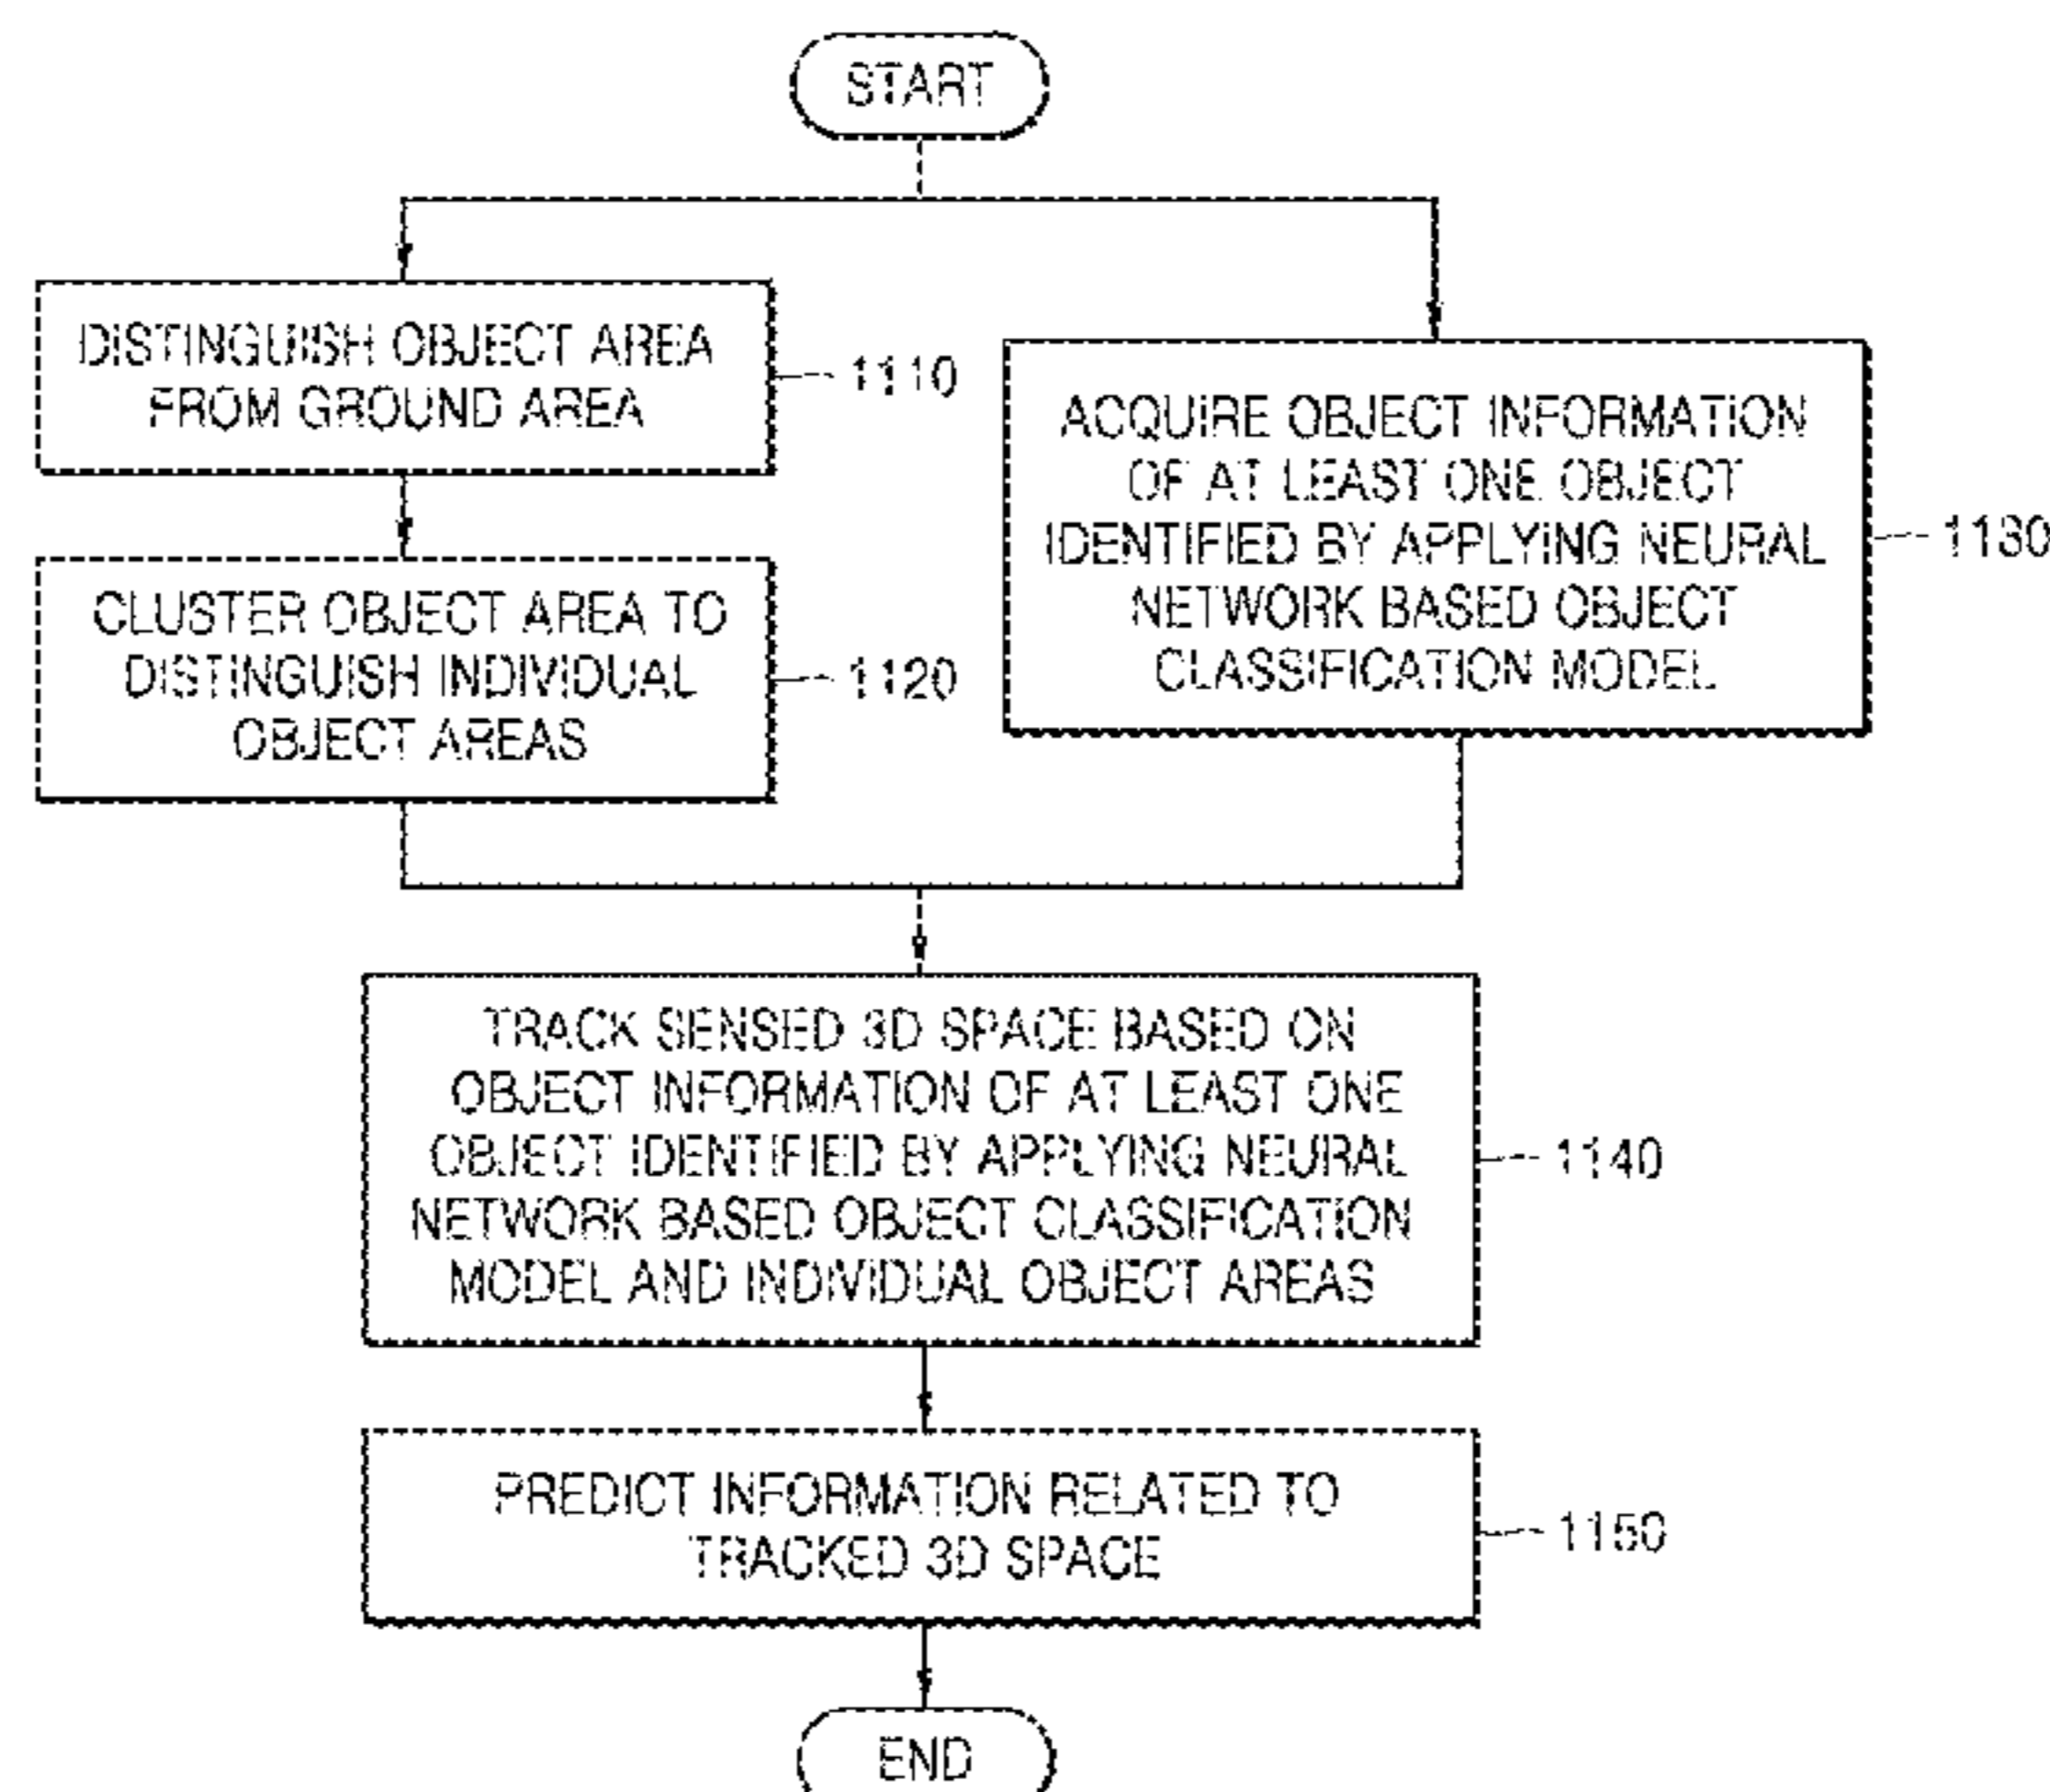 START
DISTINGUISH OBJECT AREA
FROM GROUND AREA
1110
CLUSTER OBJECT AREA TO
DISTINGUISH INDIVIDUAL
OBJECT AREAS
1120
ACQUIRE OBJECT INFORMATION
OF AT LEAST ONE OBJECT
IDENTIFIED BY APPLYING NEURAL
NETWORK BASED OBJECT
CLASSIFICATION MODEL
1130
TRACK SENSED 3D SPACE BASED ON
OBJECT INFORMATION OF AT LEAST ONE
OBJECT IDENTIFIED BY APPLYING NEURAL
NETWORK BASED OBJECT CLASSIFICATION
MODEL AND INDIVIDUAL OBJECT AREAS
1140
PREDICT INFORMATION RELATED TO
TRACKED 3D SPACE
1150
END